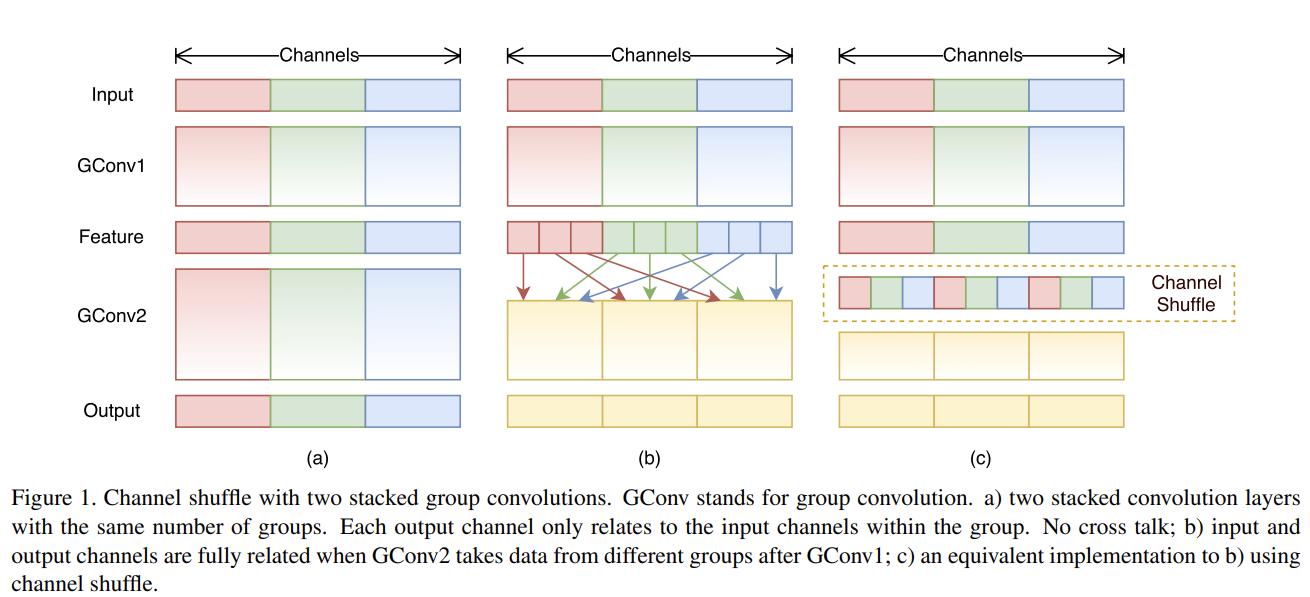 Channels Channels Channels
Input
GConv1
Feature
GConv2
Channel
Shuffle
Output
(a) (b) (c)
Figure 1. Channel shuffle with two stacked group convolutions. GConv stands for group convolution. a) two stacked convolution layers
with the same number of groups. Each output channel only relates to the input channels within the group. No cross talk; b) input and
output channels are fully related when GConv2 takes data from different groups after GConv1; c) an equivalent implementation to b) using
channel shuffle.